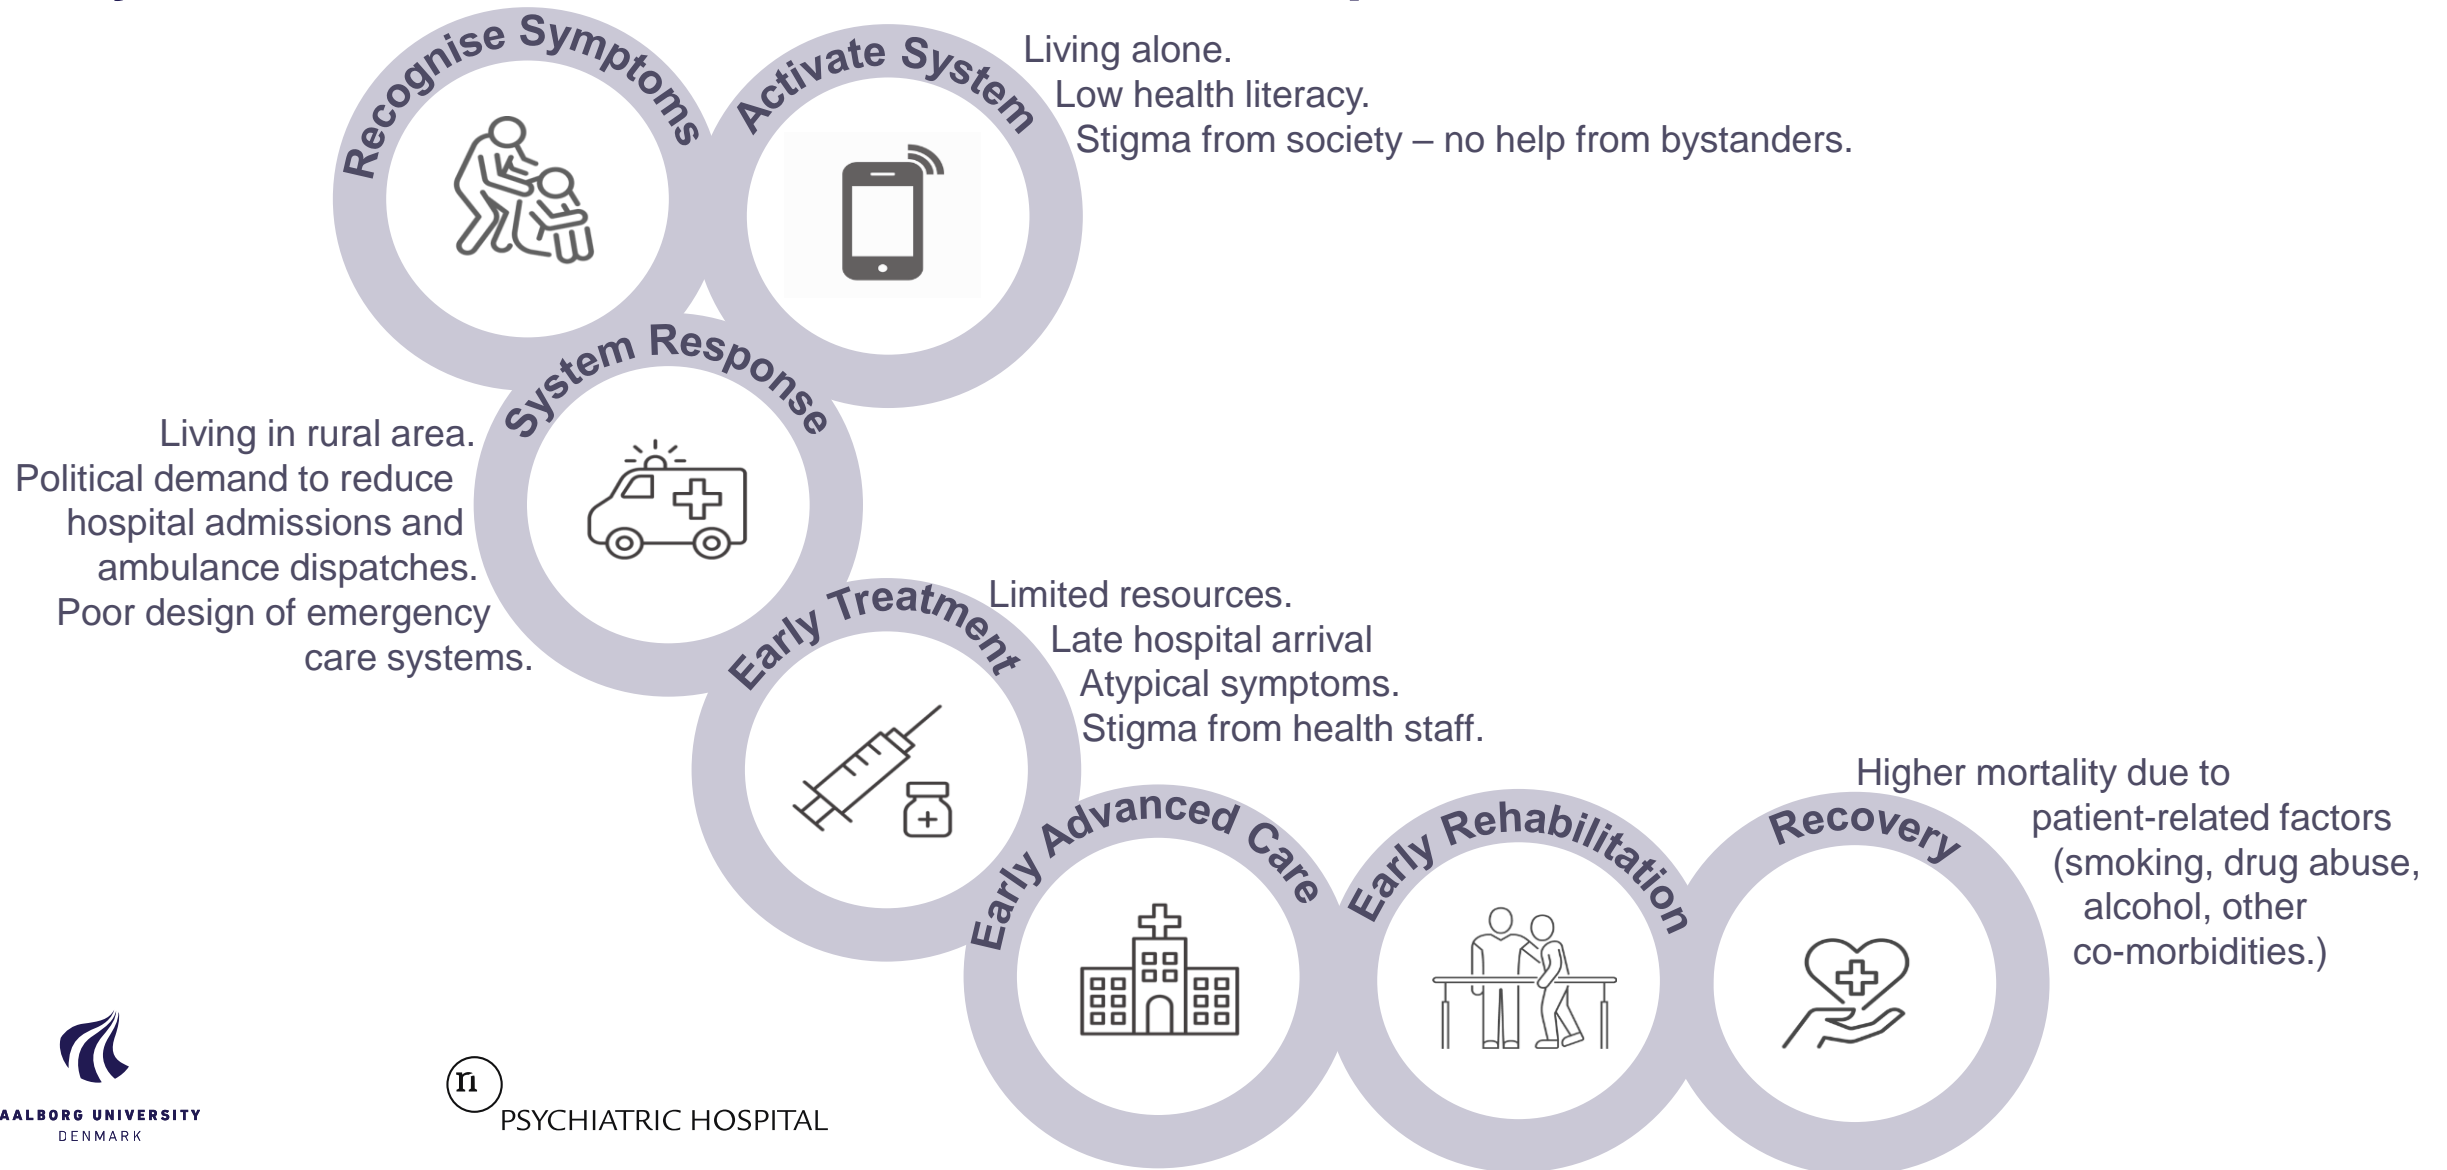 Recognise Symptoms
Activate System
Living alone.
Low health literacy.
Stigma from society – no help from bystanders.
System Response
Living in rural area.
Political demand to reduce
hospital admissions and
ambulance dispatches.
Poor design of emergency
care systems.
Early Treatment
Limited resources.
Late hospital arrival
Atypical symptoms.
Stigma from health staff.
Early Advanced Care
Early Rehabilitation
Recovery
Higher mortality due to
patient-related factors
(smoking, drug abuse,
alcohol, other
co-morbidities.)
AALBORG UNIVERSITY
DENMARK
PSYCHIATRIC HOSPITAL